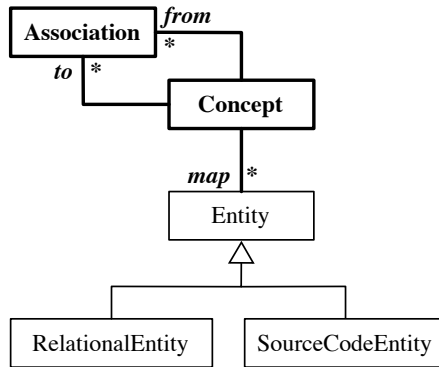 from
Association
*
to
*
Concept
map
*
Entity
RelationalEntity
SourceCodeEntity